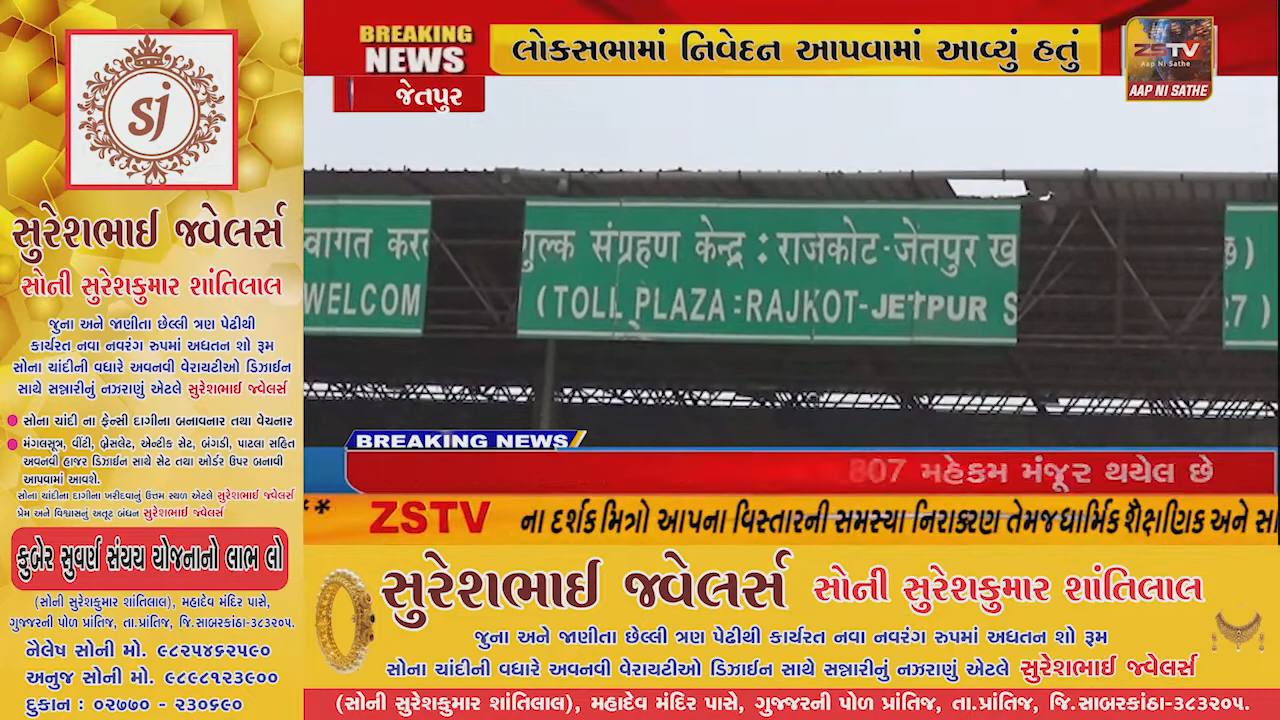 BREAKING NEWS
લોકસભામાં નિવેદન આપવામાં આવ્યું હતું
ZSTV
Aap Ni Sathe
AAP NI SATHE
જેતપુર
वागत कर
WELCOME
शुल्क संग्रहण केन्द्र : राजकोट-जेतपुर ख
(TOLL PLAZA :RAJKOT-JETPUR S
)
27 )
BREAKING NEWS
807 મહેકમ મંજૂર થયેલ છે
** ZSTV ના દર્શક મિત્રો આપના વિસ્તારની સમસ્યા નિરાકરણ તેમજ ધાર્મિક શૈક્ષણિક અને સા
sj
સુરેશભાઈ જ્વેલર્સ
સોની સુરેશકુમાર શાંતિલાલ
જુના અને જાણીતા છેલ્લી ત્રણ પેઢીથી
કાર્યરત નવા નવરંગ રુપમાં અધતન શો રૂમ
સોના ચાંદીની વધારે અવનવી વેરાયટીઓ ડિઝાઈન
સાથે સન્નારીનું નઝરાણું એટલે સુરેશભાઈ જ્વેલર્સ
સોના ચાંદી ના ફેન્સી દાગીના બનાવનાર તથા વેચનાર
મંગલસૂત્ર, વીંટી, બ્રેસલેટ, એન્ટીક સેટ, બંગડી, પાટલા સહિત
અવનવી હાજર ડિઝાઈન સાથે સેટ તથા ઓર્ડર ઉપર બનાવી
આપવામાં આવશે.
સોના ચાંદીના દાગીના ખરીદવાનું ઉત્તમ સ્થળ એટલે સુરેશભાઈ જ્વેલર્સ
પ્રેમ અને વિશ્વાસનું અતૂટ બંધન સુરેશભાઈ જ્વેલર્સ
કુબેર સુવર્ણ સંચય યોજનાનો લાભ લો
(સોની સુરેશકુમાર શાંતિલાલ), મહાદેવ મંદિર પાસે,
ગુજ્જરની પોળ પ્રાંતિજ, તા.પ્રાંતિજ, જિ.સાબરકાંઠા-૩૮૩૨૦૫.
નૈલેષ સોની મો. ૯૮૨૫૪૬૨૫૯૦
અનુજ સોની મો. ૯૮૯૮૧૨૩૯૦૦
દુકાન : ૦૨૭૭૦ - ૨૩૦૬૯૦
સુરેશભાઈ જ્વેલર્સ સોની સુરેશકુમાર શાંતિલાલ
જુના અને જાણીતા છેલ્લી ત્રણ પેઢીથી કાર્યરત નવા નવરંગ રુપમાં અધતન શો રૂમ
સોના ચાંદીની વધારે અવનવી વેરાયટીઓ ડિઝાઈન સાથે સન્નારીનું નઝરાણું એટલે સુરેશભાઈ જ્વેલર્સ
(સોની સુરેશકુમાર શાંતિલાલ), મહાદેવ મંદિર પાસે, ગુજ્જરની પોળ પ્રાંતિજ, તા.પ્રાંતિજ, જિ.સાબરકાંઠા-૩૮૩૨૦૫.